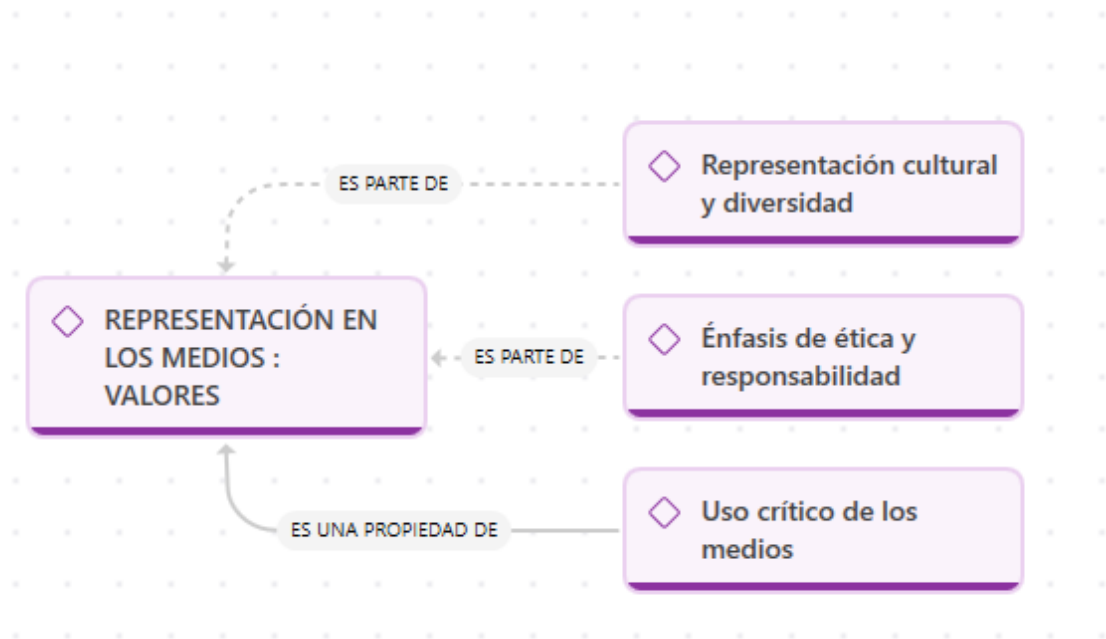 Representación cultural
y diversidad
ES PARTE DE
REPRESENTACIÓN EN
LOS MEDIOS :
VALORES
ES PARTE DE
Énfasis de ética y
responsabilidad
ES UNA PROPIEDAD DE
Uso crítico de los
medios